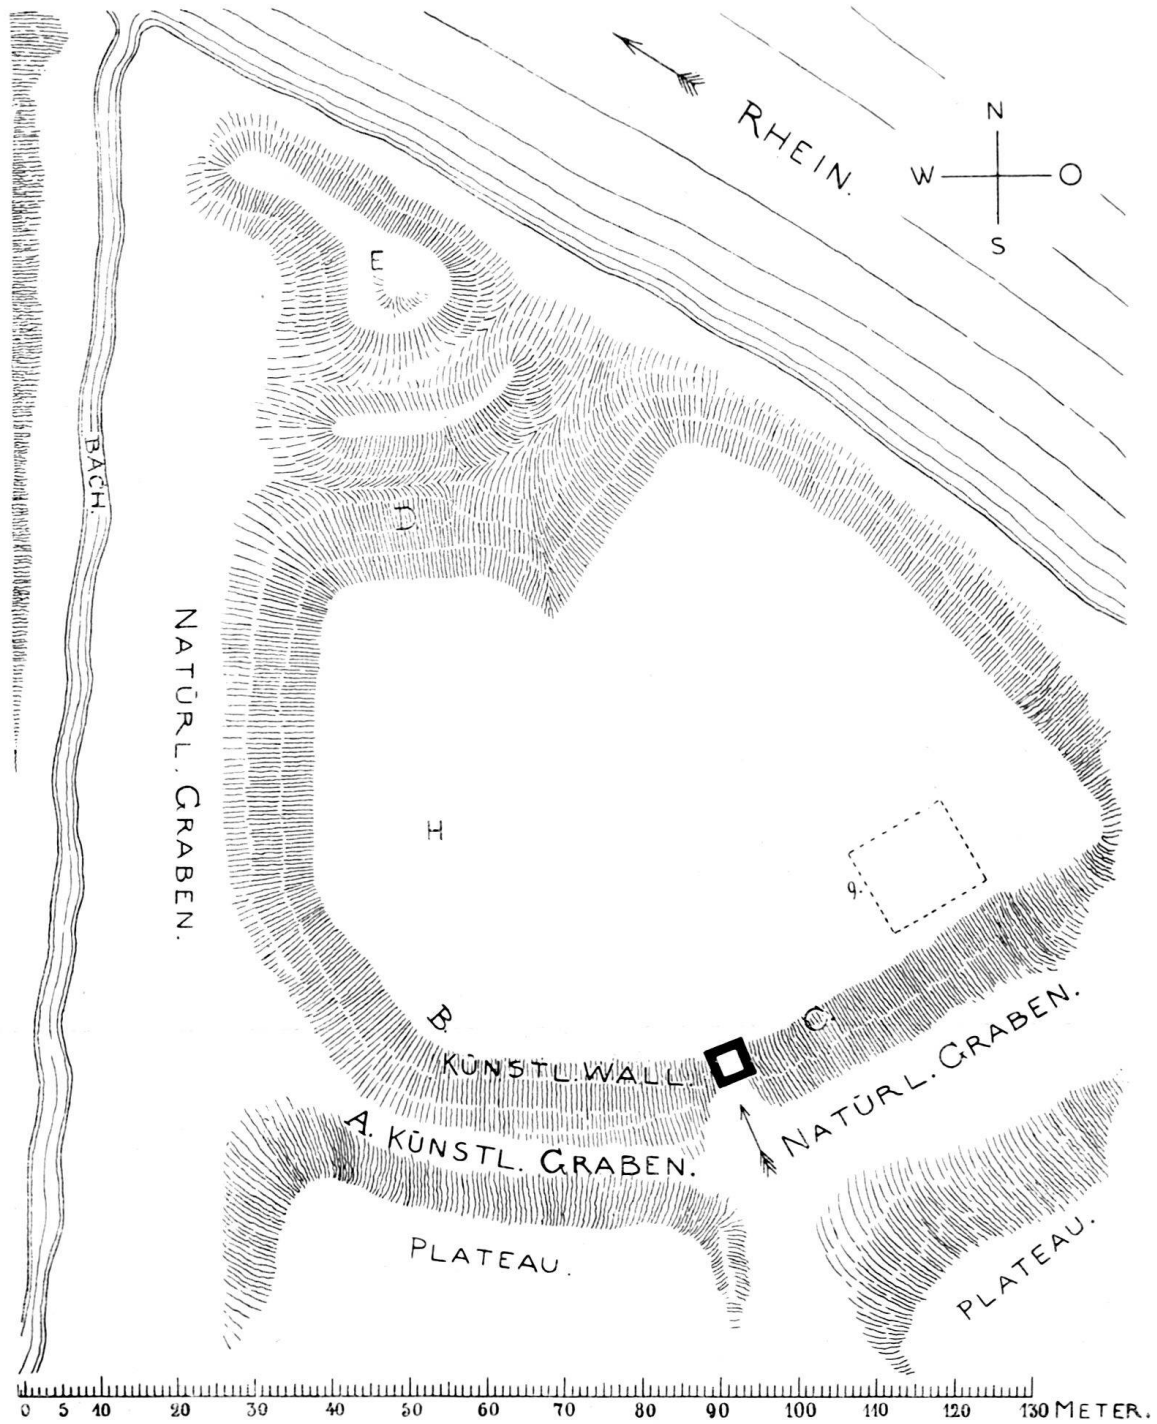 RHEIN.
N
W O
S
E
BACH.
D
NATÜRL. GRABEN.
H
g.
B.
C.
KÜNSTL. WALL.
NATÜRL. GRABEN.
A. KÜNSTL. GRABEN.
PLATEAU.
PLATEAU.
0 5 10 20 30 40 50 60 70 80 90 100 110 120 130 METER.